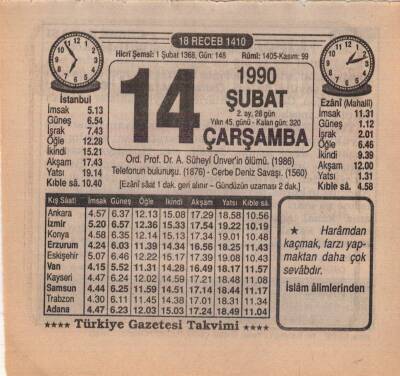 18 RECEB 1410
Hicrî Şemsî: 1 Şubat 1368, Gün: 148
Rûmî: 1405-Kasım: 99
14
1990
ŞUBAT
2. ay, 28 gün
Yılın 45. günü - Kalan gün: 320
ÇARŞAMBA
İstanbul
İmsak 5.13
Güneş 6.54
İşrak 7.43
Öğle 12.28
İkindi 15.21
Akşam 17.43
Yatsı 19.14
Kıble sâ. 10.40
Ezânî (Mahallî)
İmsak 11.31
Güneş 1.12
İşrak 2.01
Öğle 6.46
İkindi 9.39
Akşam 12.00
Yatsı 1.31
Kıble sâ. 4.58
Ord. Prof. Dr. A. Süheyl Ünver'in ölümü. (1986)
Telefonun bulunuşu. (1876) - Cerbe Deniz Savaşı. (1560)
[Ezânî sâat 1 dak. geri alınır – Gündüzün uzaması 2 dak.]
Kış Sâati İmsak Güneş Öğle İkindi Akşam Yatsı Kıble sâ.
Ankara 4.57 6.37 12.13 15.08 17.29 18.58 10.56
İzmir 5.20 6.57 12.36 15.33 17.54 19.22 10.19
Konya 4.58 6.35 12.14 15.13 17.34 19.01 10.48
Erzurum 4.24 6.03 11.39 14.34 16.56 18.25 11.43
Eskişehir 5.07 6.46 12.22 15.17 17.39 19.08 10.43
Van 4.15 5.52 11.31 14.28 16.49 18.17 11.57
Kayseri 4.47 6.24 12.02 14.59 17.21 18.48 11.08
Samsun 4.44 6.25 11.59 14.51 17.14 18.44 11.17
Trabzon 4.30 6.11 11.45 14.38 17.01 18.31 11.34
Adana 4.47 6.23 12.03 15.03 17.24 18.49 11.04
★ Harâmdan
kaçmak, farzı yap-
maktan daha çok
sevâbdır.
İslâm âlimlerinden
★★★★ Türkiye Gazetesi Takvimi ★★★★